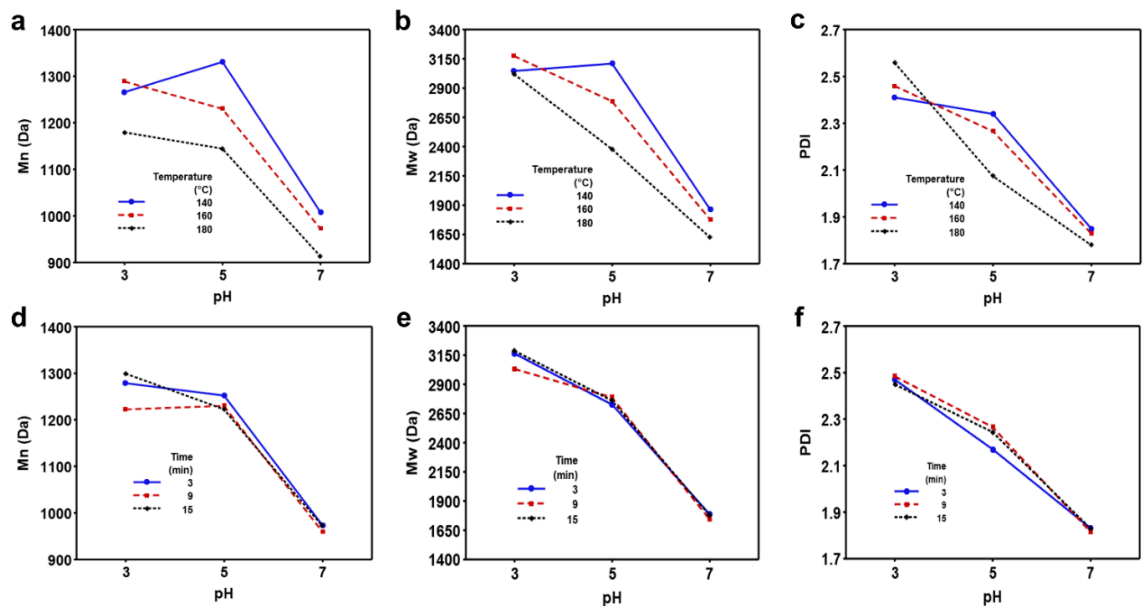 a
1400
1300
1200
1100
1000
900
Mn (Da)
Temperature
(°C)
140
160
180
3 5 7
pH
b
3400
3150
2900
2650
2400
2150
1900
1650
1400
Mw (Da)
Temperature
(°C)
140
160
180
3 5 7
pH
c
2.7
2.5
2.3
2.1
1.9
1.7
PDI
Temperature
(°C)
140
160
180
3 5 7
pH
d
1400
1300
1200
1100
1000
900
Mn (Da)
Time
(min)
3
9
15
3 5 7
pH
e
3400
3150
2900
2650
2400
2150
1900
1650
1400
Mw (Da)
Time
(min)
3
9
15
3 5 7
pH
f
2.7
2.5
2.3
2.1
1.9
1.7
PDI
Time
(min)
3
9
15
3 5 7
pH